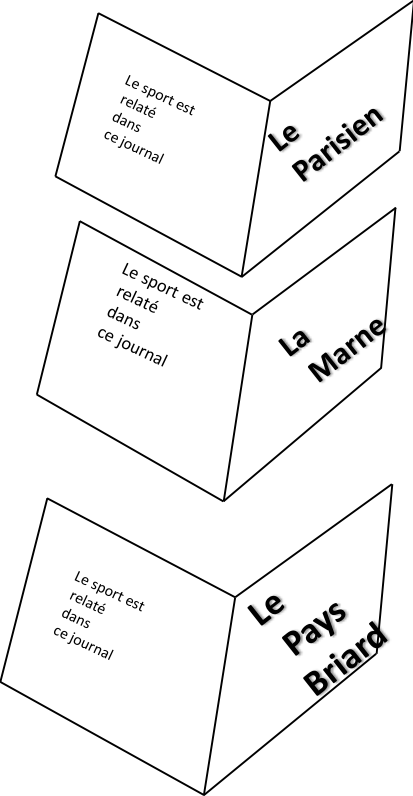 Le sport est
relaté
dans
ce journal
Le
Parisien
Le sport est
relaté
dans
ce journal
La
Marne
Le sport est
relaté
dans
ce journal
Le
Pays
Briard